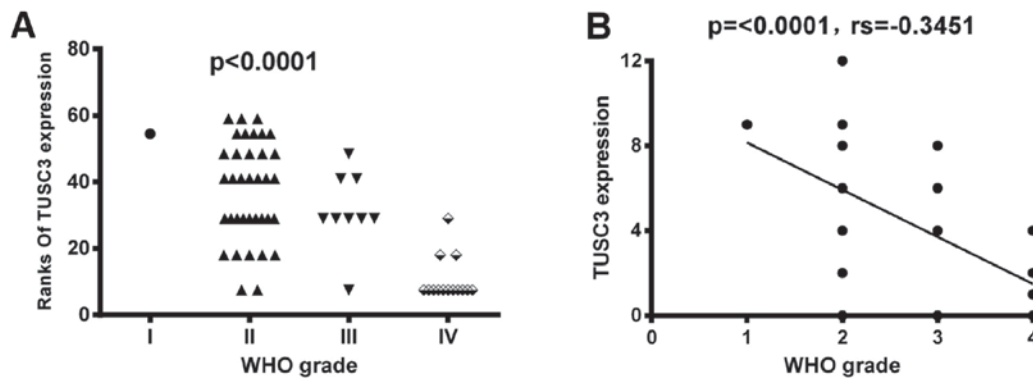 A
p<0.0001
Ranks Of TUSC3 expression
80
60
40
20
0
I II III IV
WHO grade
B
p=<0.0001, rs=-0.3451
TUSC3 expression
12
8
4
0
0 1 2 3 4
WHO grade